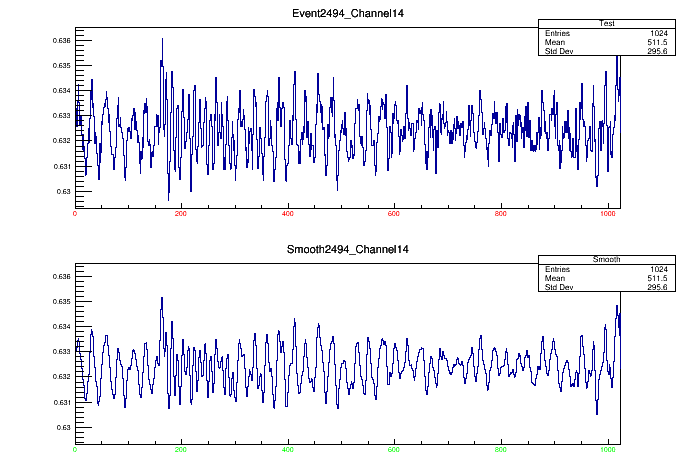 Event2494_Channel14
Test
Entries 1024
Mean 511.5
Std Dev 295.6
0.636
0.635
0.634
0.633
0.632
0.631
0.63
0 200 400 600 800 1000
Smooth2494_Channel14
Smooth
Entries 1024
Mean 511.5
Std Dev 295.6
0.636
0.635
0.634
0.633
0.632
0.631
0.63
0 200 400 600 800 1000